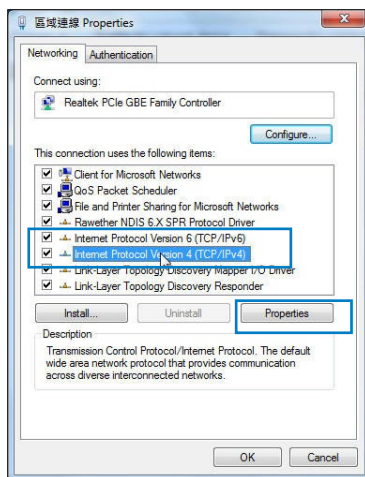 區域連線 Properties
Networking
Authentication
Connect using:
Realtek PCIe GBE Family Controller
Configure...
This connection uses the following items:
Client for Microsoft Networks
QoS Packet Scheduler
File and Printer Sharing for Microsoft Networks
Rawether NDIS 6.X SPR Protocol Driver
Internet Protocol Version 6 (TCP/IPv6)
Internet Protocol Version 4 (TCP/IPv4)
Link-Layer Topology Discovery Mapper I/O Driver
Link-Layer Topology Discovery Responder
Install...
Uninstall
Properties
Description
Transmission Control Protocol/Internet Protocol. The default
wide area network protocol that provides communication
across diverse interconnected networks.
OK
Cancel